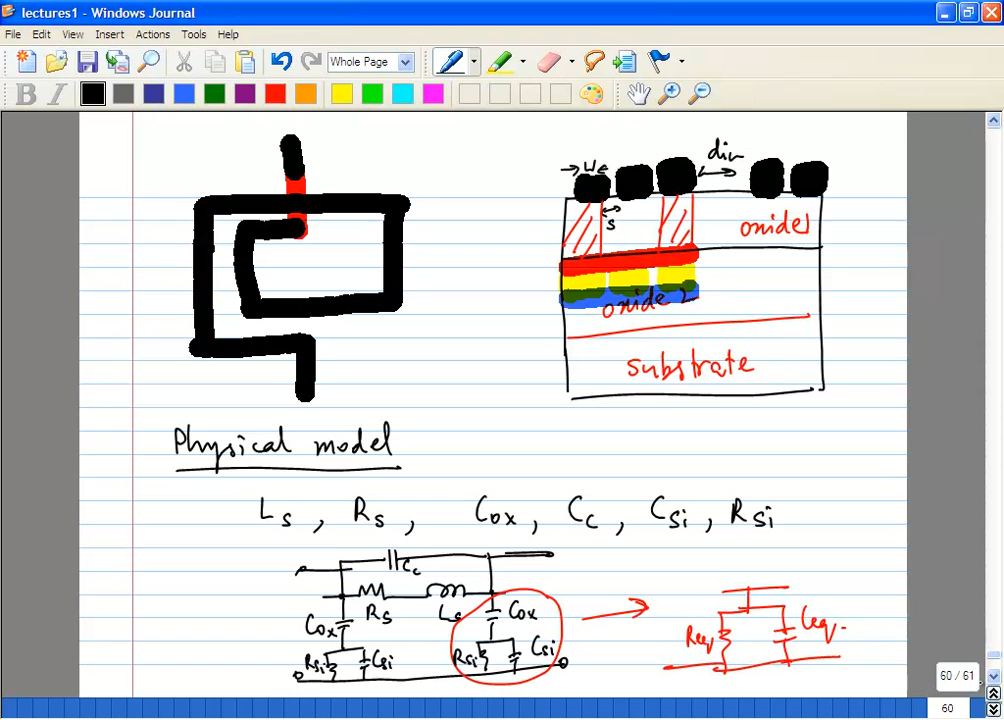 lectures1 - Windows Journal
File Edit View Insert Actions Tools Help
Whole Page
B I
W
din
s
oxide1
oxide 2
substrate
Physical model
Ls , Rs , Cox , Cc , Csi , Rsi
Cc
Rs Ls
Cox Cox
Rsi Csi Rsi Csi
Req Ceq.
60 / 61
60